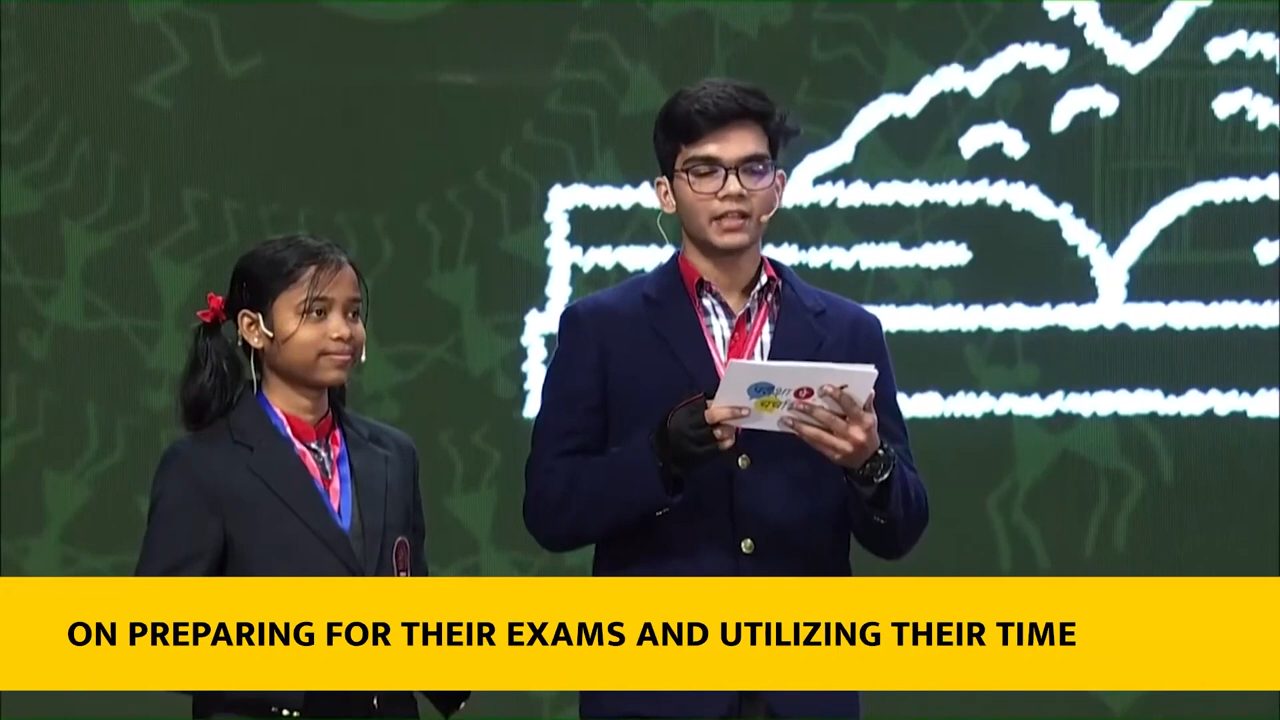 ON PREPARING FOR THEIR EXAMS AND UTILIZING THEIR TIME